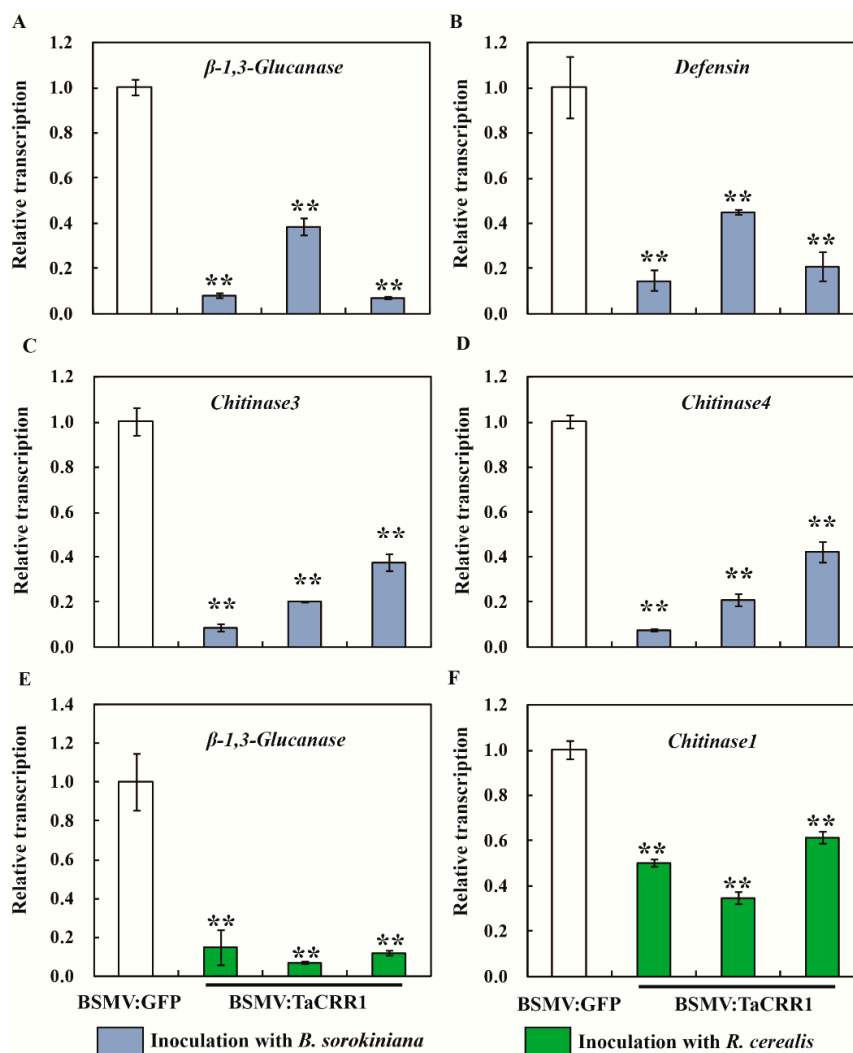 A
β-1,3-Glucanase
Relative transcription
1.2
1.0
0.8
0.6
0.4
0.2
0.0
**
**
**
B
Defensin
Relative transcription
1.2
1.0
0.8
0.6
0.4
0.2
0.0
**
**
**
C
Chitinase3
Relative transcription
1.2
1.0
0.8
0.6
0.4
0.2
0.0
**
**
**
D
Chitinase4
Relative transcription
1.2
1.0
0.8
0.6
0.4
0.2
0.0
**
**
**
E
β-1,3-Glucanase
Relative transcription
1.4
1.2
1.0
0.8
0.6
0.4
0.2
0.0
**
**
**
BSMV:GFP
BSMV:TaCRR1
F
Chitinase1
Relative transcription
1.2
1.0
0.8
0.6
0.4
0.2
0.0
**
**
**
BSMV:GFP
BSMV:TaCRR1
Inoculation with B. sorokiniana
Inoculation with R. cerealis